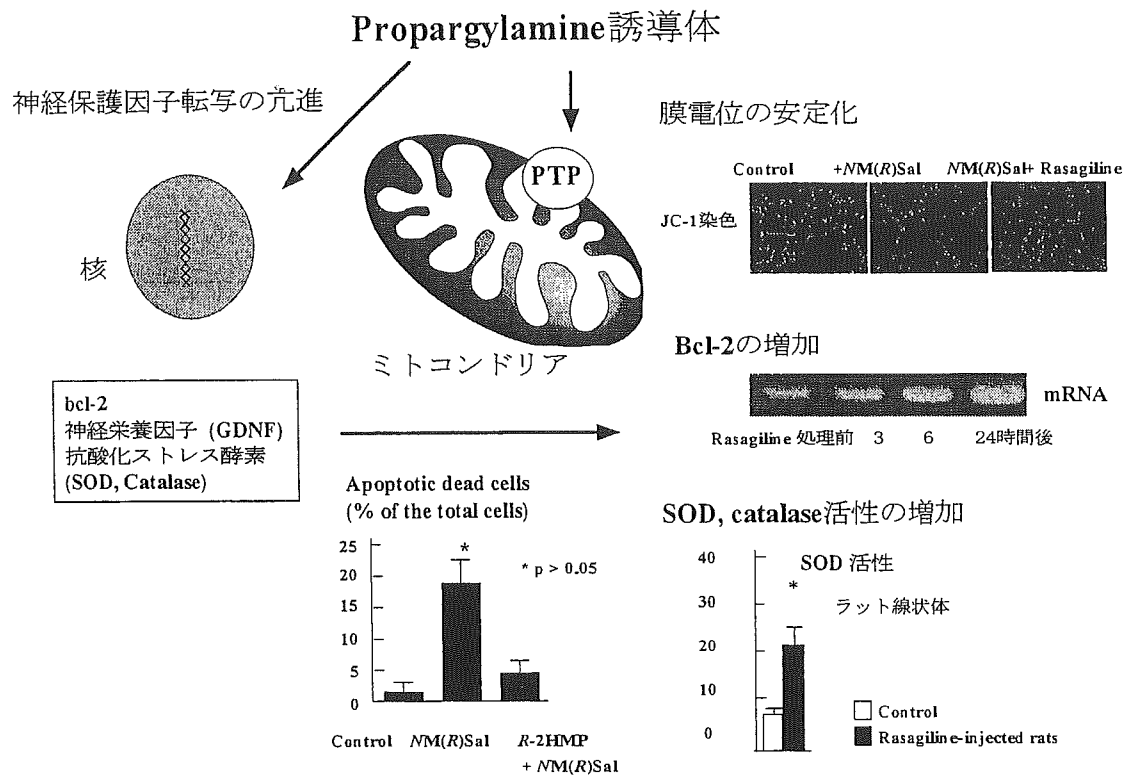 Propargylamine誘導体
神経保護因子転写の亢進
膜電位の安定化
PTP
Control +NM(R)Sal NM(R)Sal+ Rasagiline
JC-1染色
核
ミトコンドリア
Bcl-2の増加
mRNA
Rasagiline 処理前 3 6 24時間後
bcl-2
神経栄養因子 (GDNF)
抗酸化ストレス酵素
(SOD, Catalase)
Apoptotic dead cells
(% of the total cells)
25
20
15
10
5
0
*
* p > 0.05
Control NM(R)Sal R-2HMP
+ NM(R)Sal
SOD, catalase活性の増加
40
30
20
10
0
SOD 活性
*
ラット線状体
Control
Rasagiline-injected rats